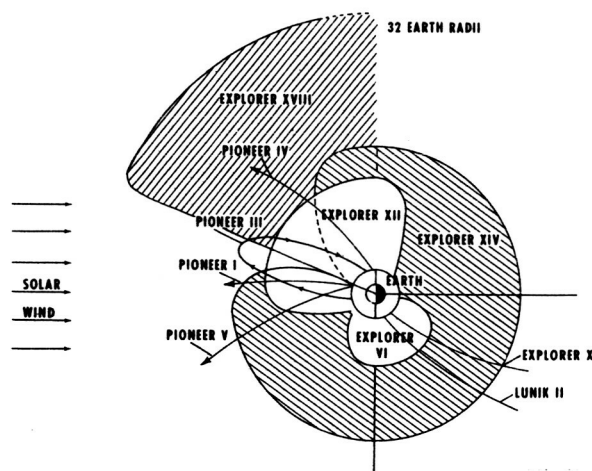 32 EARTH RADII
EXPLORER XVIII
PIONEER IV
EXPLORER XII
PIONEER III
EXPLORER XIV
PIONEER I
EARTH
SOLAR
WIND
PIONEER V
EXPLORER
VI
EXPLORER X
LUNIK II